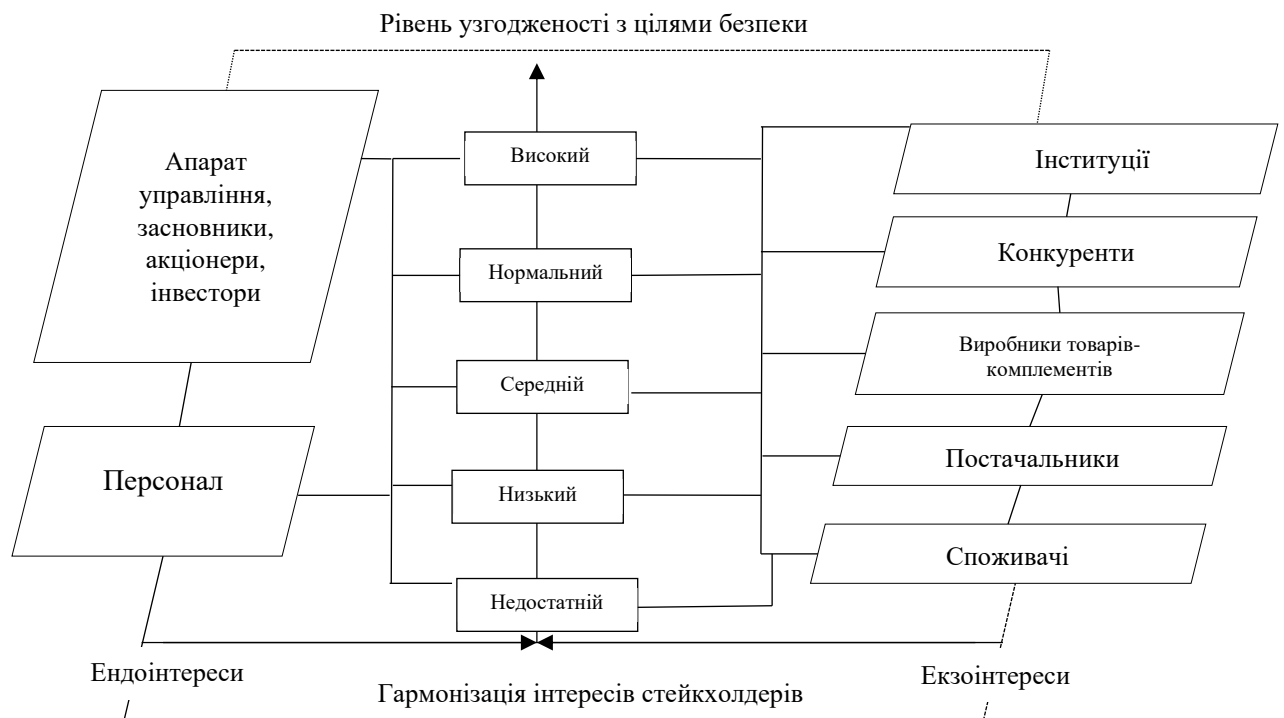 Рівень узгодженості з цілями безпеки
Апарат
управління,
засновники,
акціонери,
інвестори
Персонал
Високий
Нормальний
Середній
Низький
Недостатній
Інституції
Конкуренти
Виробники товарів-
комплементів
Постачальники
Споживачі
Ендоінтереси
Гармонізація інтересів стейкхолдерів
Екзоінтереси